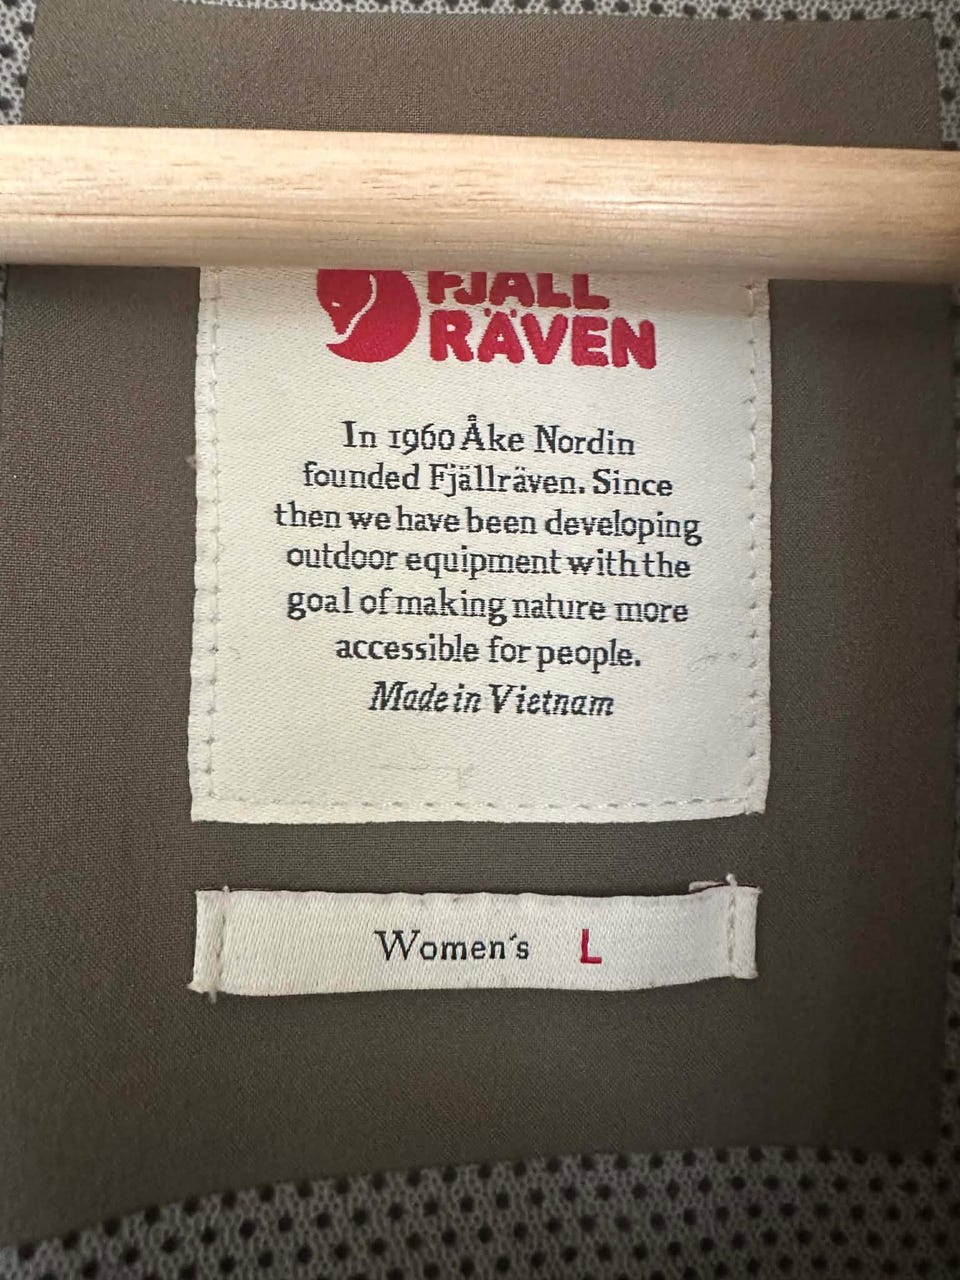 FJÄLL
RÄVEN
In 1960 Åke Nordin
founded Fjällräven. Since
then we have been developing
outdoor equipment with the
goal of making nature more
accessible for people.
Made in Vietnam
Women's L